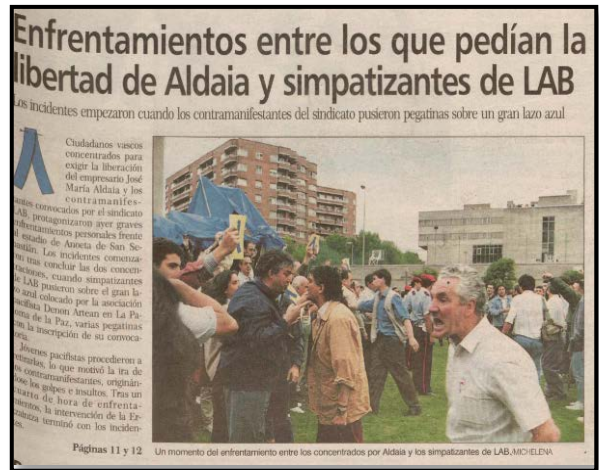 Enfrentamientos entre los que pedían la
libertad de Aldaia y simpatizantes de LAB
Los incidentes empezaron cuando los contramanifestantes del sindicato pusieron pegatinas sobre un gran lazo azul
Ciudadanos vascos
concentrados para
exigir la liberación
del empresario José
María Aldaia y los
contramanifes-
tantes convocados por el sindicato
LAB, protagonizaron ayer graves
enfrentamientos personales frente
al estadio de Anoeta de San Se-
bastián. Los incidentes comenza-
ron tras concluir las dos concen-
traciones, cuando simpatizantes
de LAB pusieron sobre el gran la-
zo azul colocado por la asociación
pacifista Denon Artean en La Pa-
loma de la Paz, varias pegatinas
con la inscripción de su convoca-
toria.
Jóvenes pacifistas procedieron a
retirarlas, lo que motivó la ira de
los contramanifestantes, originán-
dose los golpes e insultos. Tras un
cuarto de hora de enfrenta-
mientos, la intervención de la Er-
tzaintza terminó con los inciden-
tes.
Páginas 11 y 12
Un momento del enfrentamiento entre los concentrados por Aldaia y los simpatizantes de LAB./MICHELENA